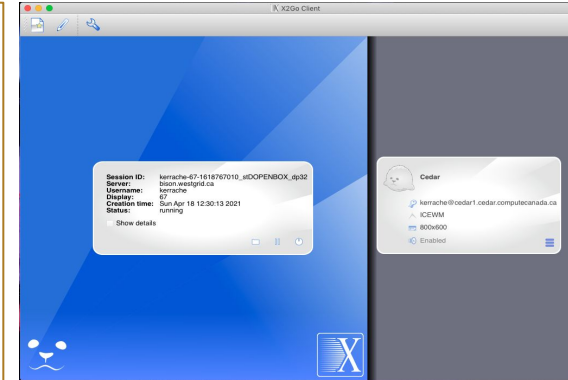 X2Go Client
Session ID: kerrache-67-1618767010_stDOPENBOX_dp32
Server: bison.westgrid.ca
Username: kerrache
Display: 67
Creation time: Sun Apr 18 12:30:13 2021
Status: running
Show details
Cedar
kerrache@cedar1.cedar.computecanada.ca
ICEWM
800x600
Enabled
X